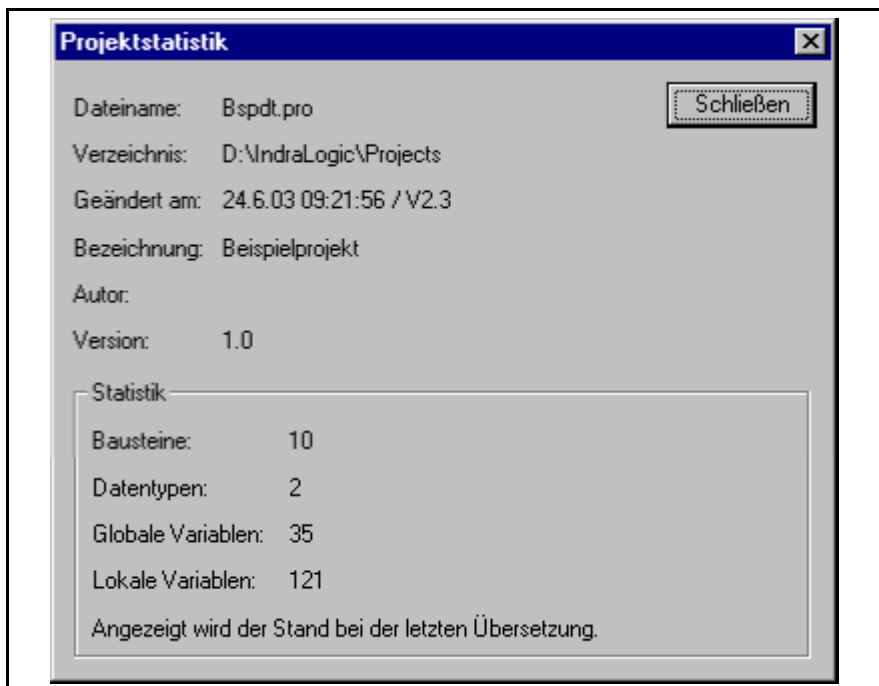 Projektstatistik
Dateiname: Bspdt.pro Schließen
Verzeichnis: D:\IndraLogic\Projects
Geändert am: 24.6.03 09:21:56 / V2.3
Bezeichnung: Beispielprojekt
Autor:
Version: 1.0
Statistik
Bausteine: 10
Datentypen: 2
Globale Variablen: 35
Lokale Variablen: 121
Angezeigt wird der Stand bei der letzten Übersetzung.